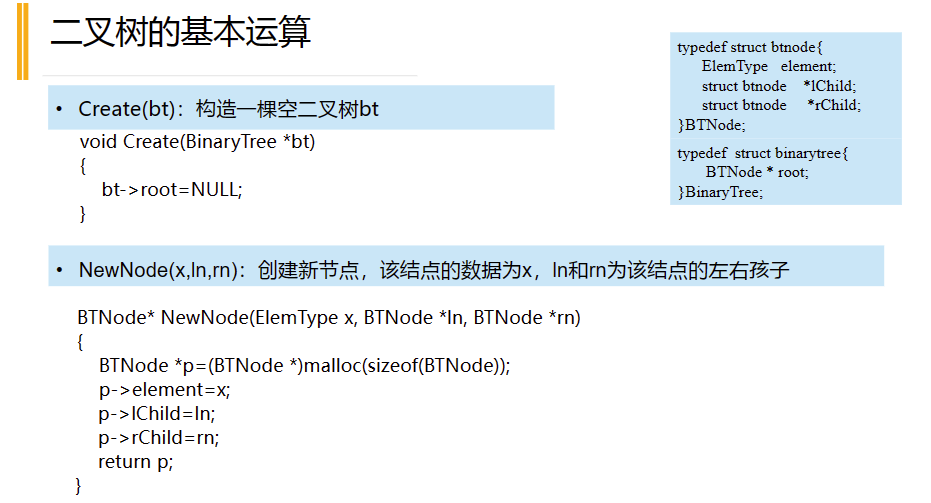 二叉树的基本运算
• Create(bt)：构造一棵空二叉树bt
void Create(BinaryTree *bt)
{
bt->root=NULL;
}
typedef struct btnode{
ElemType element;
struct btnode *lChild;
struct btnode *rChild;
}BTNode;
typedef struct binarytree{
BTNode * root;
}BinaryTree;
• NewNode(x,ln,rn)：创建新节点，该结点的数据为x，ln和rn为该结点的左右孩子
BTNode* NewNode(ElemType x, BTNode *ln, BTNode *rn)
{
BTNode *p=(BTNode *)malloc(sizeof(BTNode));
p->element=x;
p->lChild=ln;
p->rChild=rn;
return p;
}